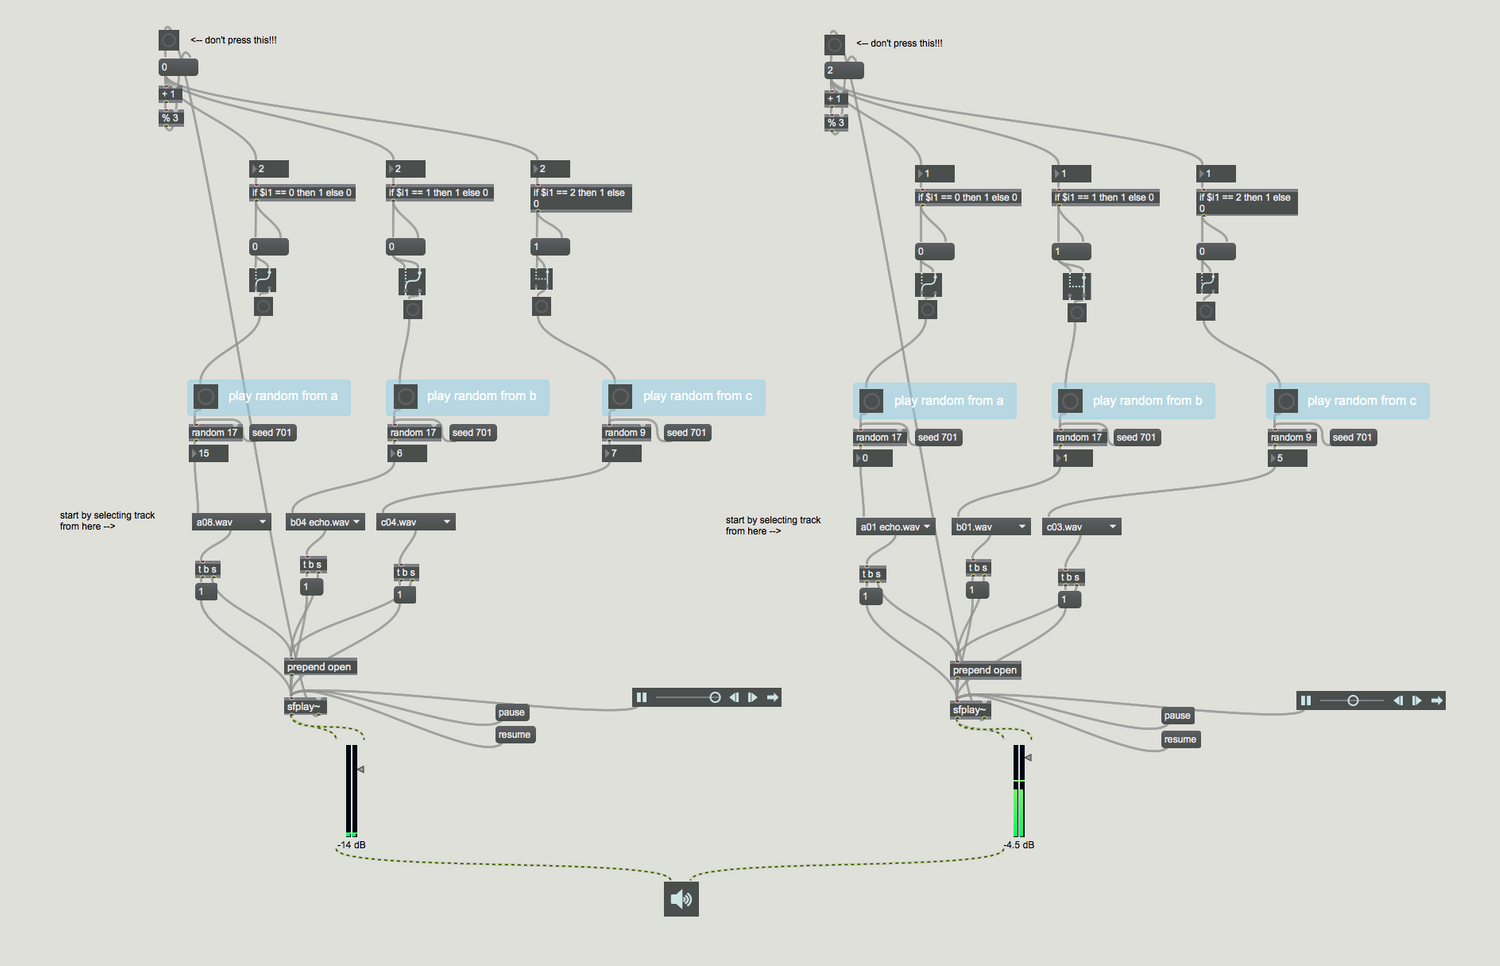 <-- don't press this!!!
0
+ 1
% 3
2
2
2
if $i1 == 0 then 1 else 0
if $i1 == 1 then 1 else 0
if $i1 == 2 then 1 else
0
0
0
1
play random from a
play random from b
play random from c
random 17
seed 701
random 17
seed 701
random 9
seed 701
15
6
7
start by selecting track
from here -->
a08.wav
b04 echo.wav
c04.wav
t b s
t b s
t b s
1
1
1
prepend open
sfplay~
pause
resume
-14 dB
<-- don't press this!!!
2
+ 1
% 3
1
1
1
if $i1 == 0 then 1 else 0
if $i1 == 1 then 1 else 0
if $i1 == 2 then 1 else
0
0
1
0
play random from a
play random from b
play random from c
random 17
seed 701
random 17
seed 701
random 9
seed 701
0
1
5
start by selecting track
from here -->
a01 echo.wav
b01.wav
c03.wav
t b s
t b s
t b s
1
1
1
prepend open
sfplay~
pause
resume
-4.5 dB